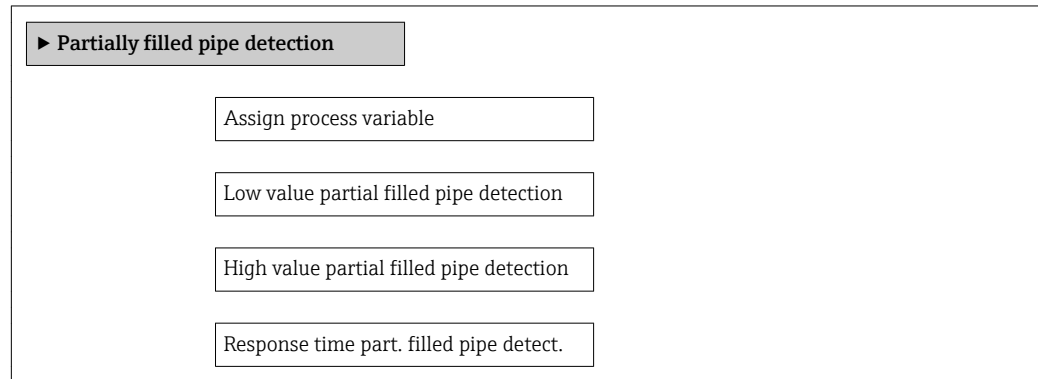 ▶ Partially filled pipe detection
Assign process variable
Low value partial filled pipe detection
High value partial filled pipe detection
Response time part. filled pipe detect.